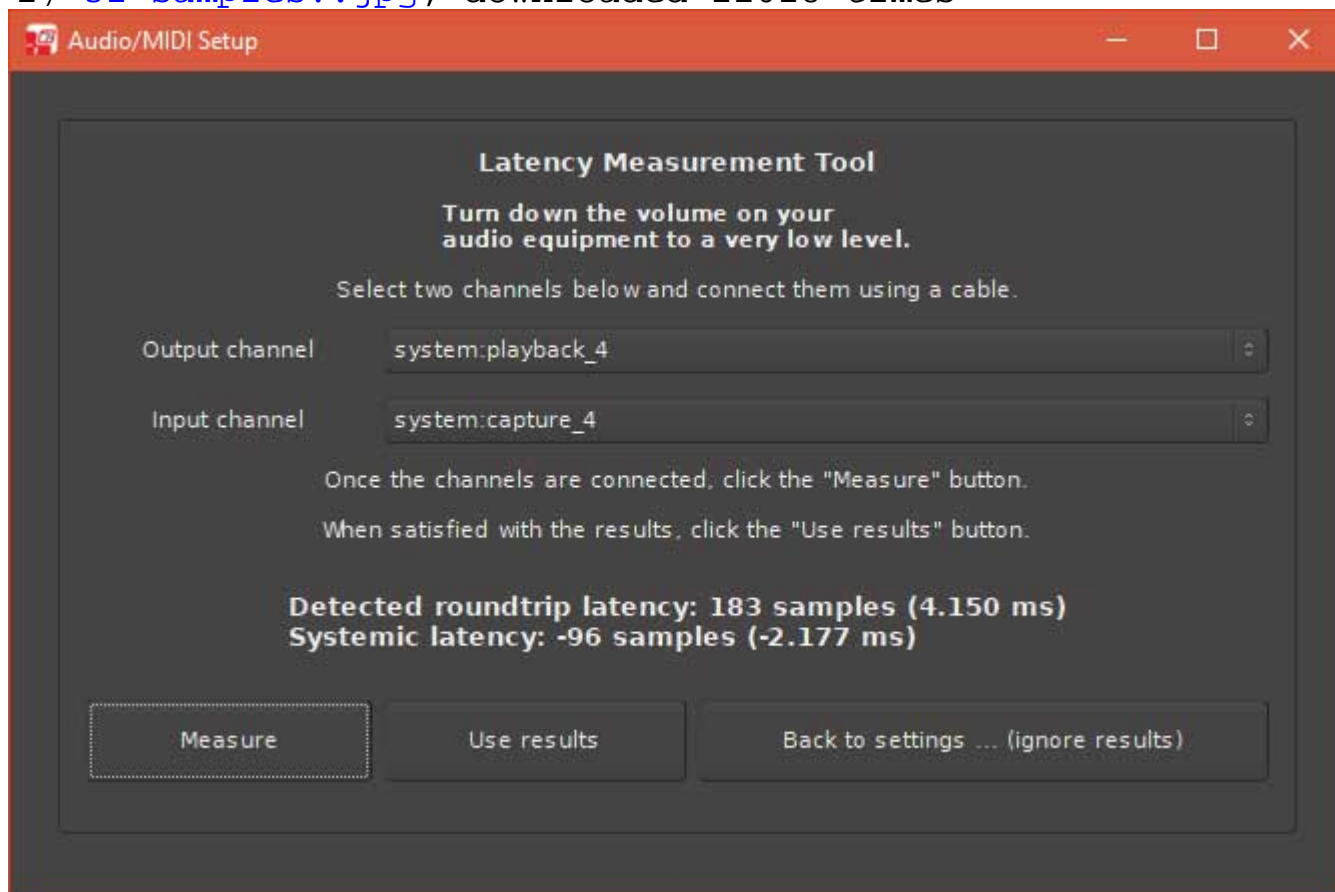 Audio/MIDI Setup
Latency Measurement Tool
Turn down the volume on your
audio equipment to a very low level.
Select two channels below and connect them using a cable.
Output channel
system:playback_4
Input channel
system:capture_4
Once the channels are connected, click the "Measure" button.
When satisfied with the results, click the "Use results" button.
Detected roundtrip latency: 183 samples (4.150 ms)
Systemic latency: -96 samples (-2.177 ms)
Measure
Use results
Back to settings ... (ignore results)